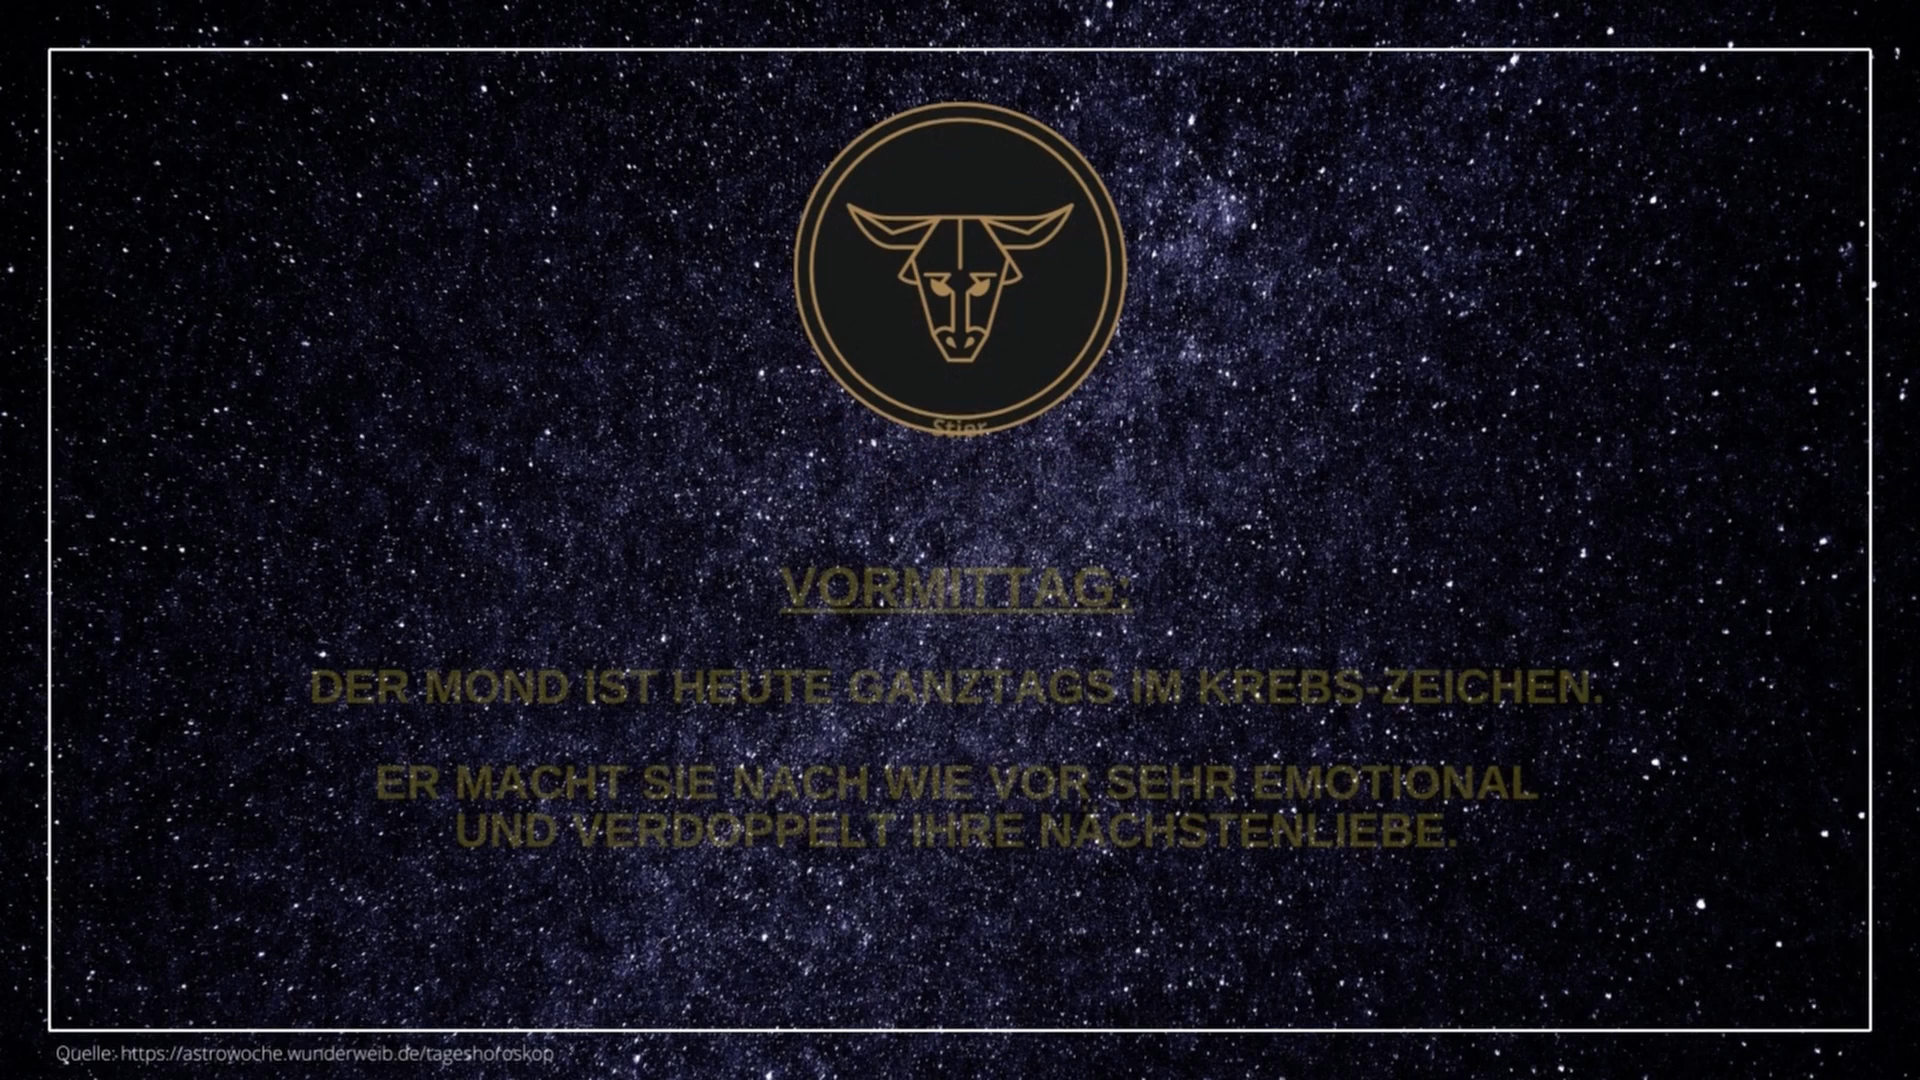 Stier
VORMITTAG:
DER MOND IST HEUTE GANZTAGS IM KREBS-ZEICHEN.
ER MACHT SIE NACH WIE VOR SEHR EMOTIONAL
UND VERDOPPELT IHRE NÄCHSTENLIEBE.
Quelle: https://astrowoche.wunderweib.de/tageshoroskop